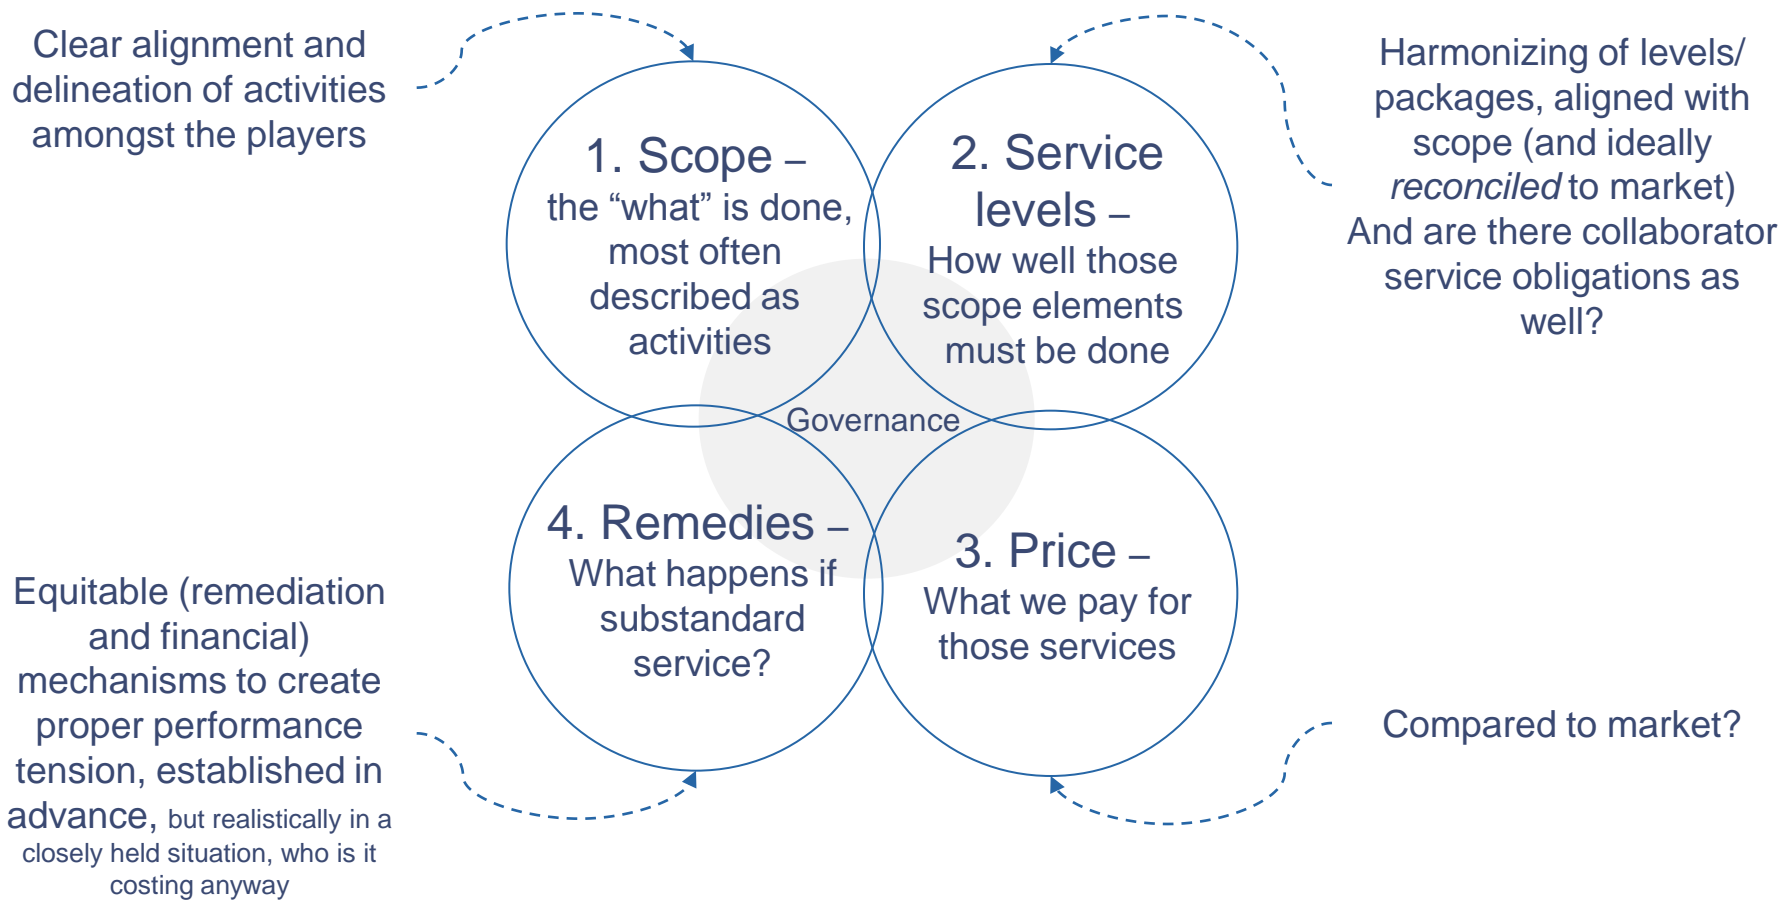 Clear alignment and
delineation of activities
amongst the players
1. Scope –
the “what” is done,
most often
described as
activities
2. Service
levels –
How well those
scope elements
must be done
Harmonizing of levels/
packages, aligned with
scope (and ideally
reconciled to market)
And are there collaborator
service obligations as
well?
Governance
4. Remedies –
What happens if
substandard
service?
3. Price –
What we pay for
those services
Equitable (remediation
and financial)
mechanisms to create
proper performance
tension, established in
advance, but realistically in a
closely held situation, who is it
costing anyway
Compared to market?